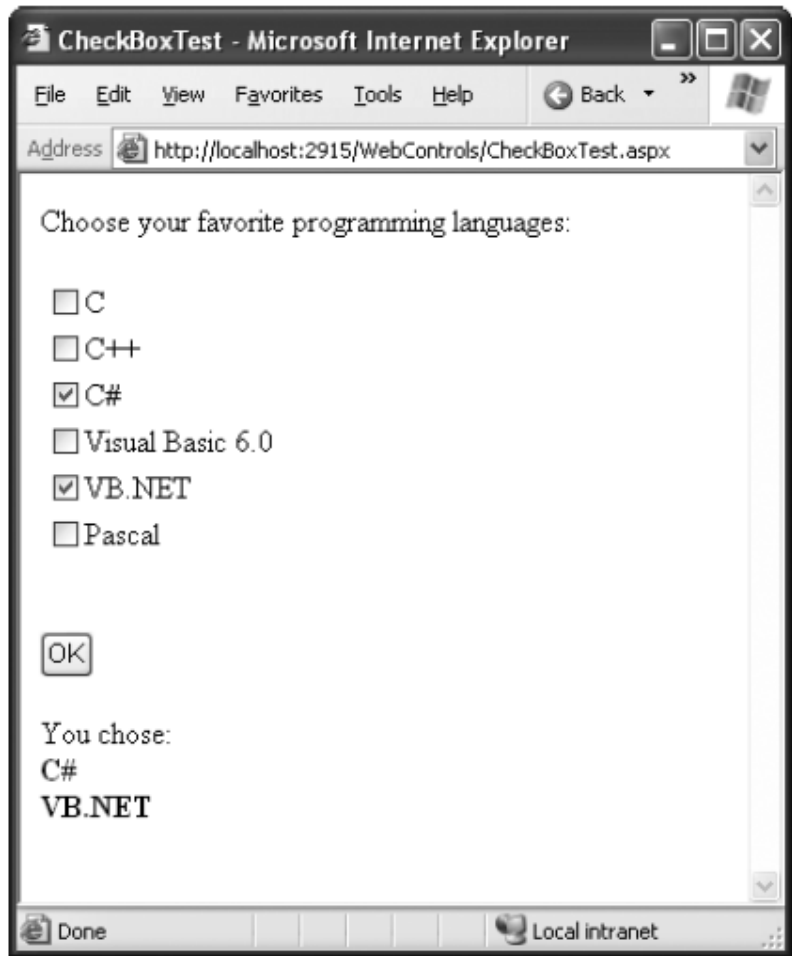 CheckBoxTest - Microsoft Internet Explorer
File Edit View Favorites Tools Help Back »
Address http://localhost:2915/WebControls/CheckBoxTest.aspx
Choose your favorite programming languages:
C
C++
C#
Visual Basic 6.0
VB.NET
Pascal
OK
You chose:
C#
VB.NET
Done Local intranet